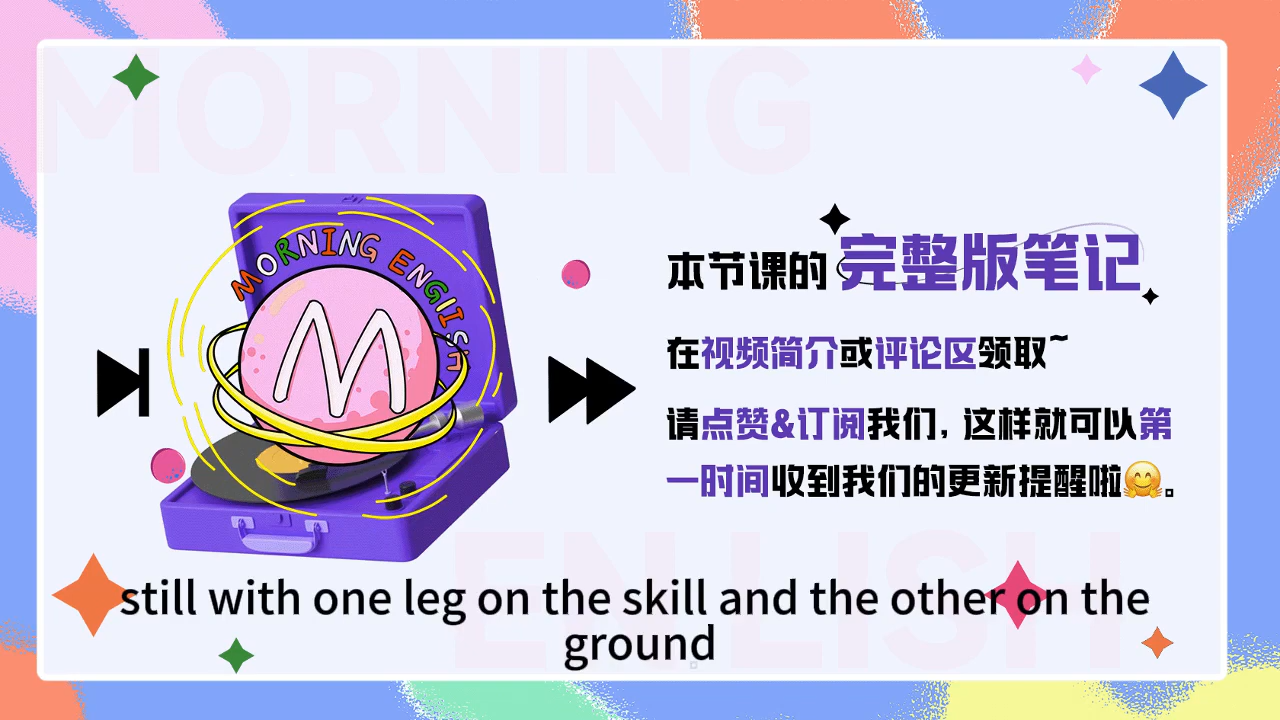 MORNING
MORNING ENGlISH
M
本节课的 完整版笔记
在视频简介或评论区领取~
请点赞&订阅我们，这样就可以第
一时间收到我们的更新提醒啦🤗。
still with one leg on the skill and the other on the
ground